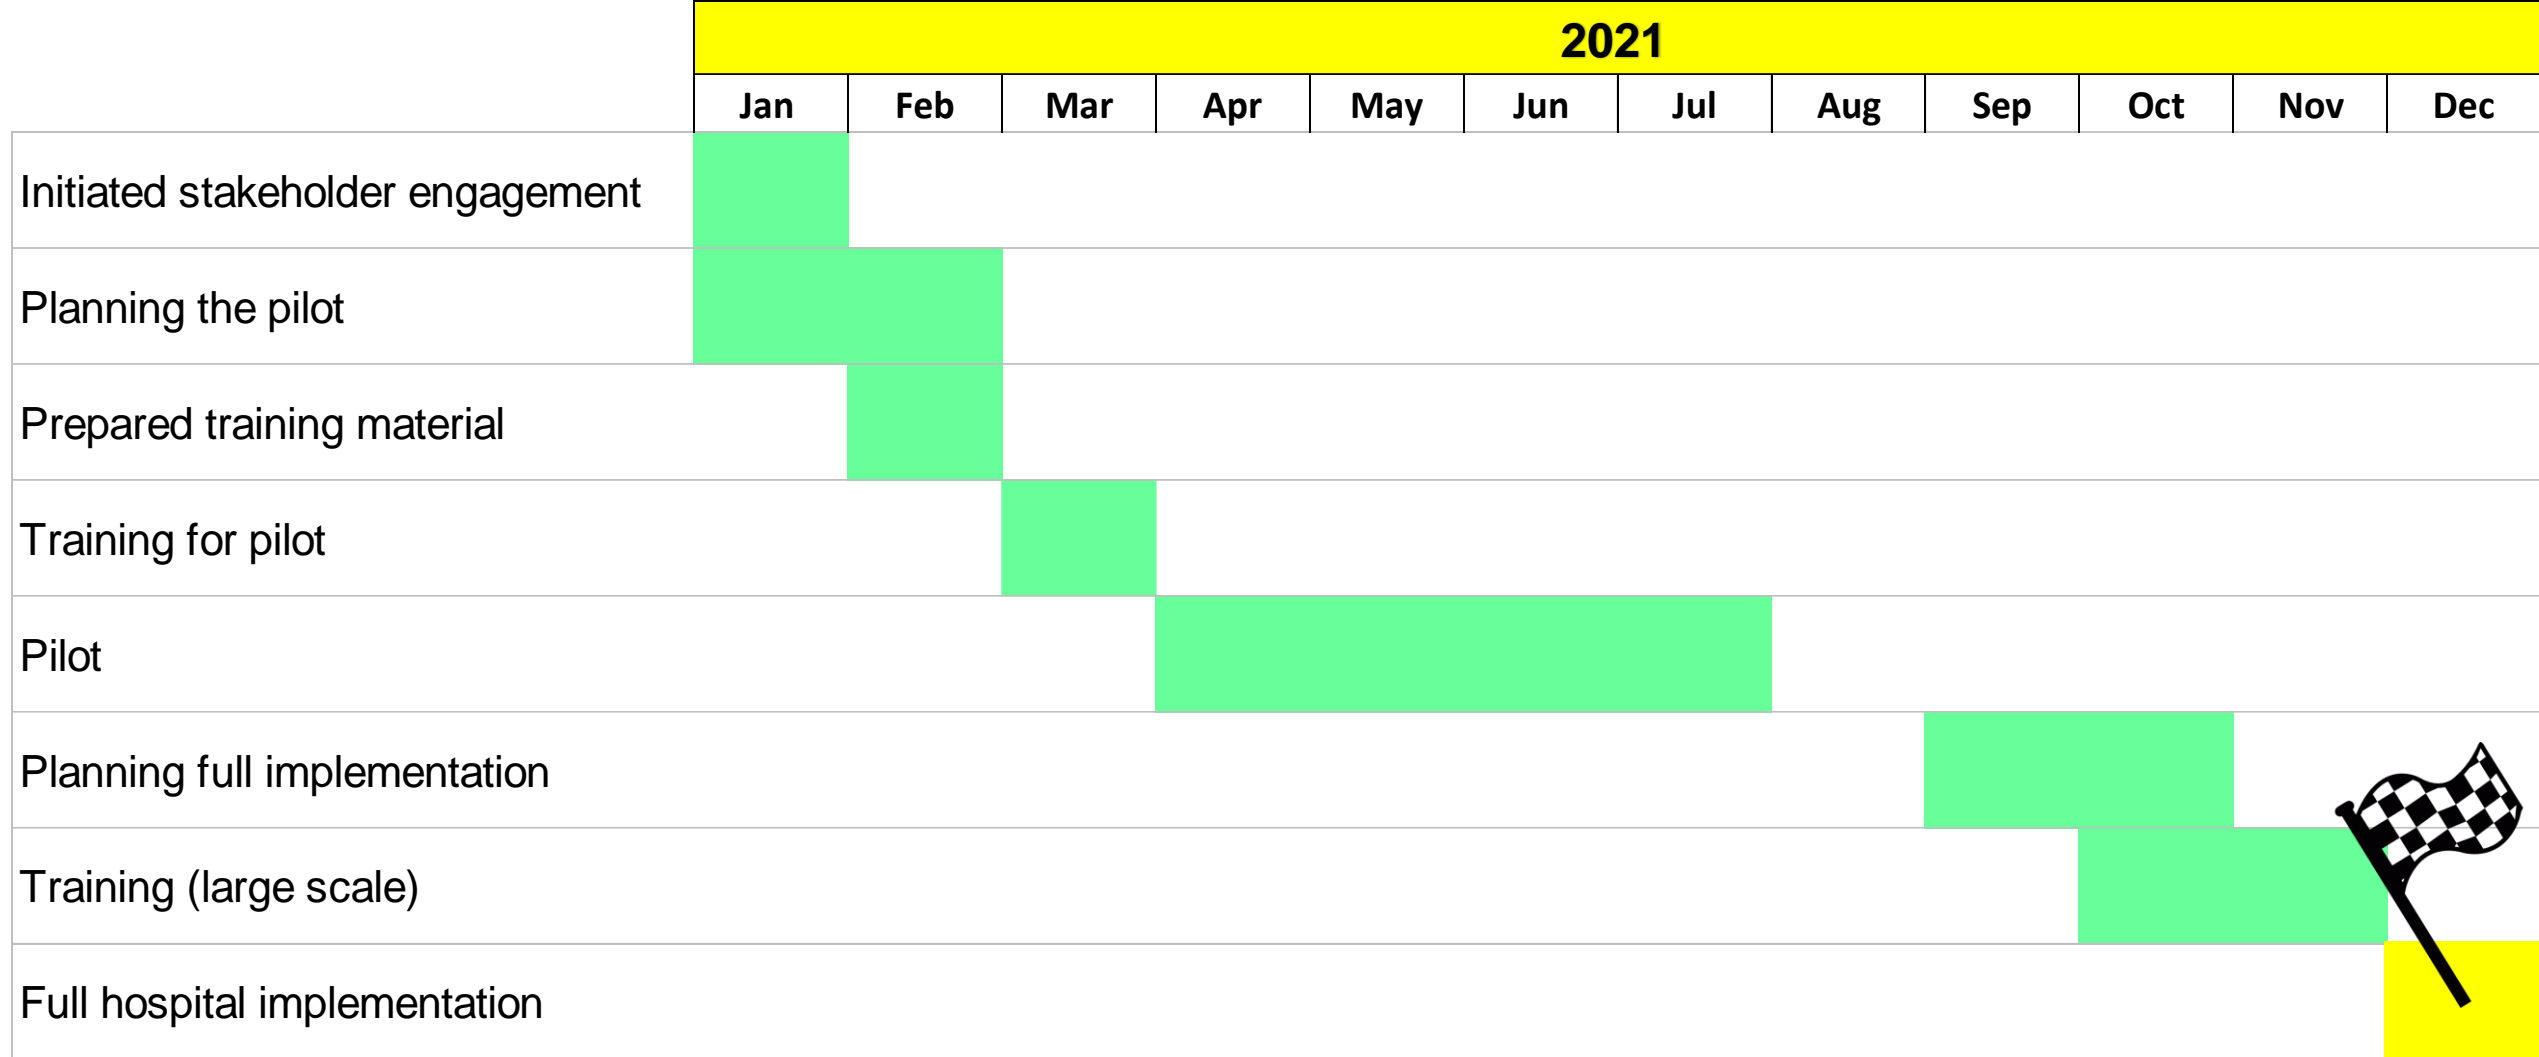 2021
Jan Feb Mar Apr May Jun Jul Aug Sep Oct Nov Dec
Initiated stakeholder engagement
Planning the pilot
Prepared training material
Training for pilot
Pilot
Planning full implementation
Training (large scale)
Full hospital implementation